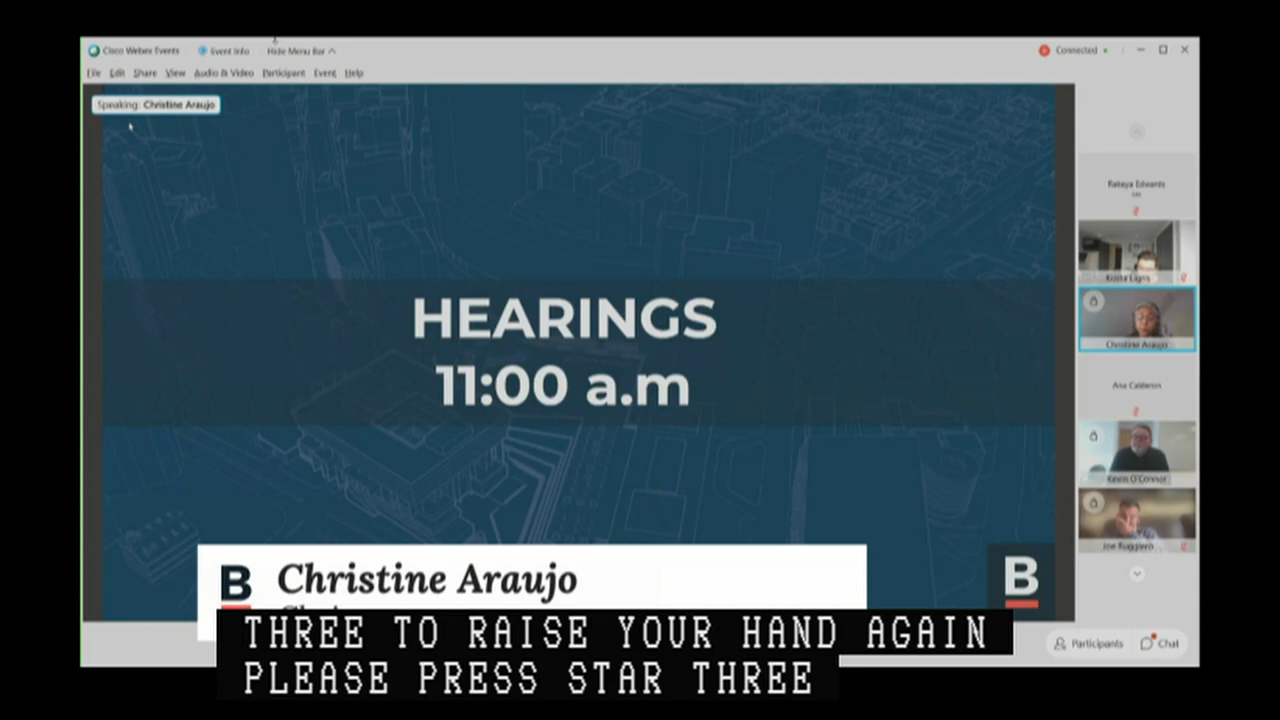 Cisco Webex Events
Event Info
Hide Menu Bar
Connected
File Edit Share View Audio & Video Participant Event Help
Speaking: Christine Araujo
HEARINGS
11:00 a.m
Rakeya Edwards
Christine Araujo
Ana Calderon
Kevin O'Connor
Joe Ruggiero
B
B Christine Araujo
THREE TO RAISE YOUR HAND AGAIN
PLEASE PRESS STAR THREE
Participants
Chat